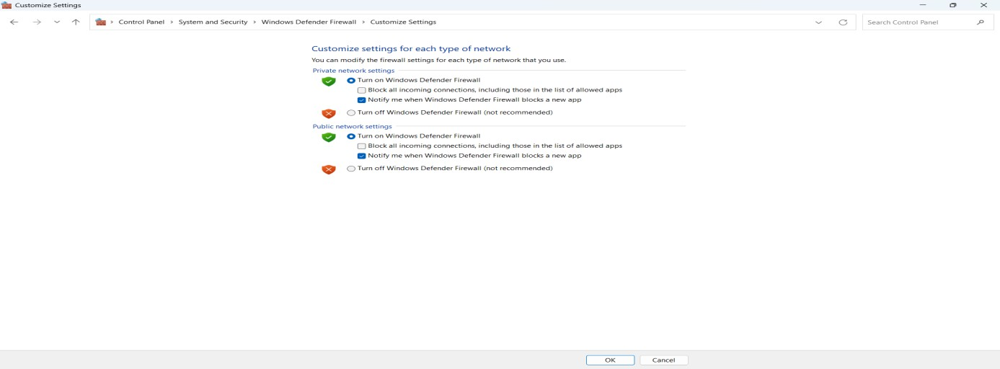 Customize Settings
Control Panel > System and Security > Windows Defender Firewall > Customize Settings
Search Control Panel
Customize settings for each type of network
You can modify the firewall settings for each type of network that you use.
Private network settings
Turn on Windows Defender Firewall
Block all incoming connections, including those in the list of allowed apps
Notify me when Windows Defender Firewall blocks a new app
Turn off Windows Defender Firewall (not recommended)
Public network settings
Turn on Windows Defender Firewall
Block all incoming connections, including those in the list of allowed apps
Notify me when Windows Defender Firewall blocks a new app
Turn off Windows Defender Firewall (not recommended)
OK
Cancel